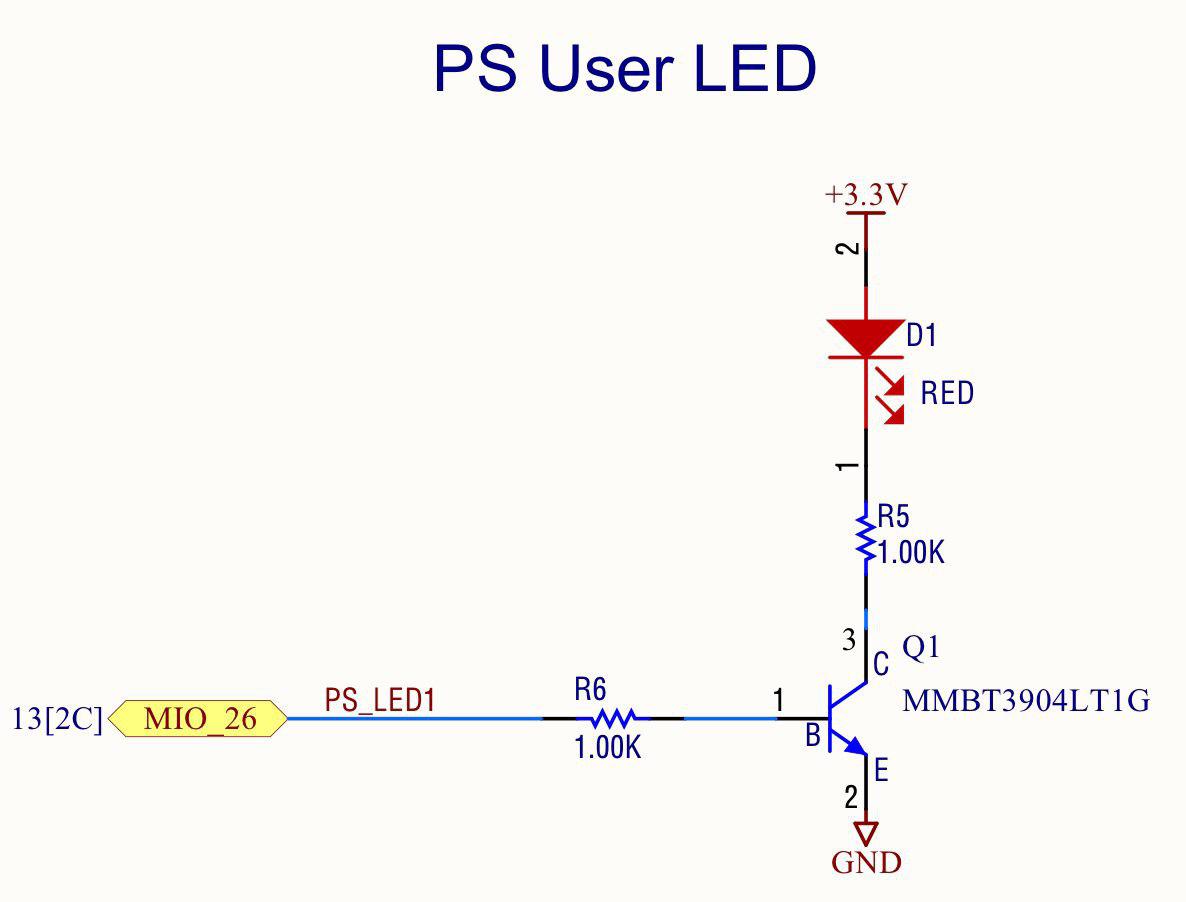 PS User LED
+3.3V
2
D1
RED
1
R5
1.00K
3
C
Q1
MMBT3904LT1G
13[2C]
MIO_26
PS_LED1
R6
1.00K
1
B
E
2
GND